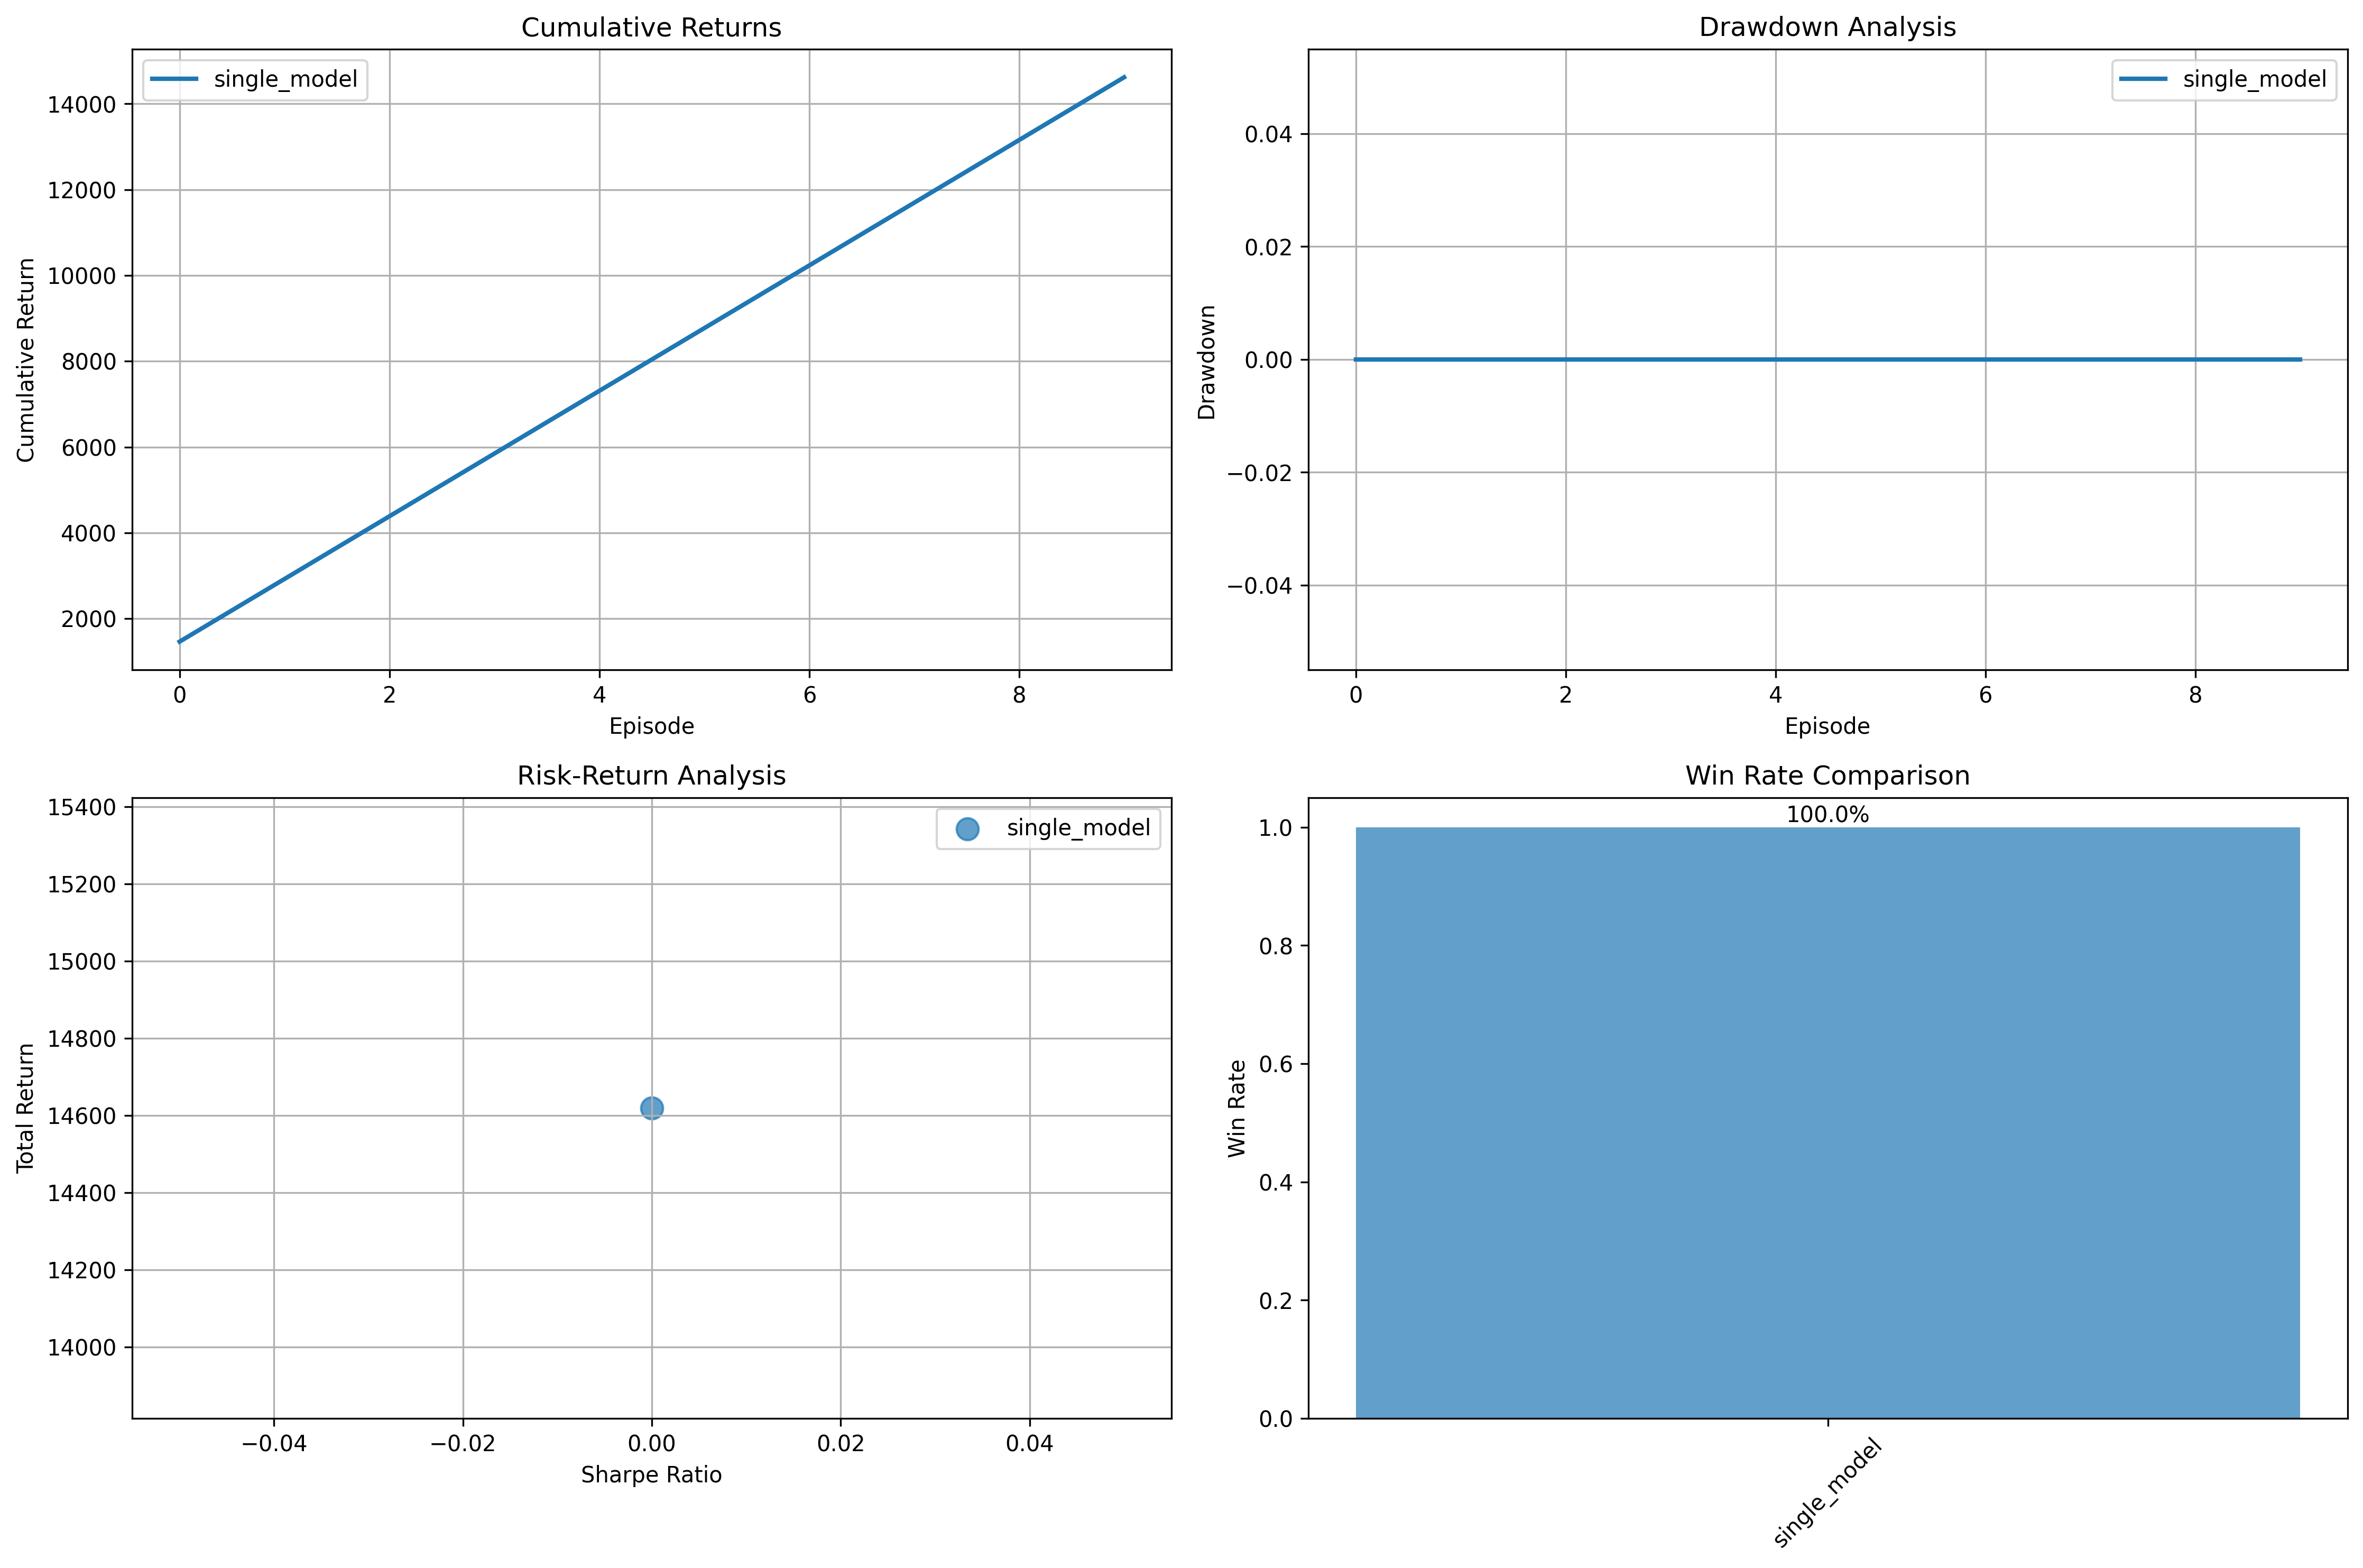 Cumulative Returns
single_model
14000
12000
10000
8000
6000
4000
2000
Cumulative Return
0 2 4 6 8
Episode
Drawdown Analysis
single_model
0.04
0.02
0.00
−0.02
−0.04
Drawdown
0 2 4 6 8
Episode
Risk-Return Analysis
single_model
15400
15200
15000
14800
14600
14400
14200
14000
Total Return
−0.04 −0.02 0.00 0.02 0.04
Sharpe Ratio
Win Rate Comparison
100.0%
1.0
0.8
0.6
0.4
0.2
0.0
Win Rate
single_model